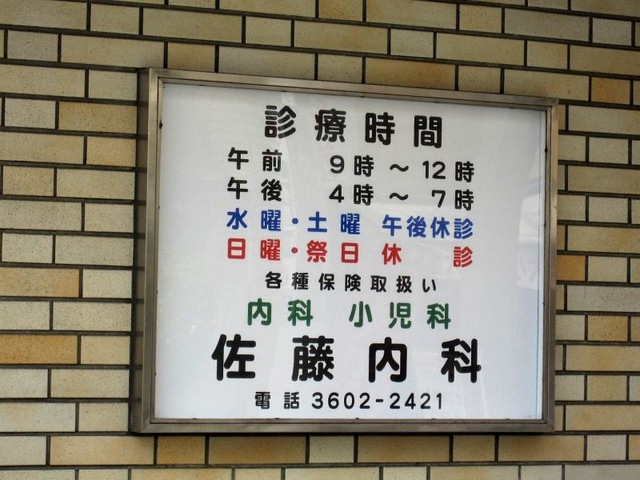 診療時間
午前 9時～12時
午後 4時～7時
水曜・土曜 午後休診
日曜・祭日休 診
各種保険取扱い
内科 小児科
佐藤内科
電話 3602-2421